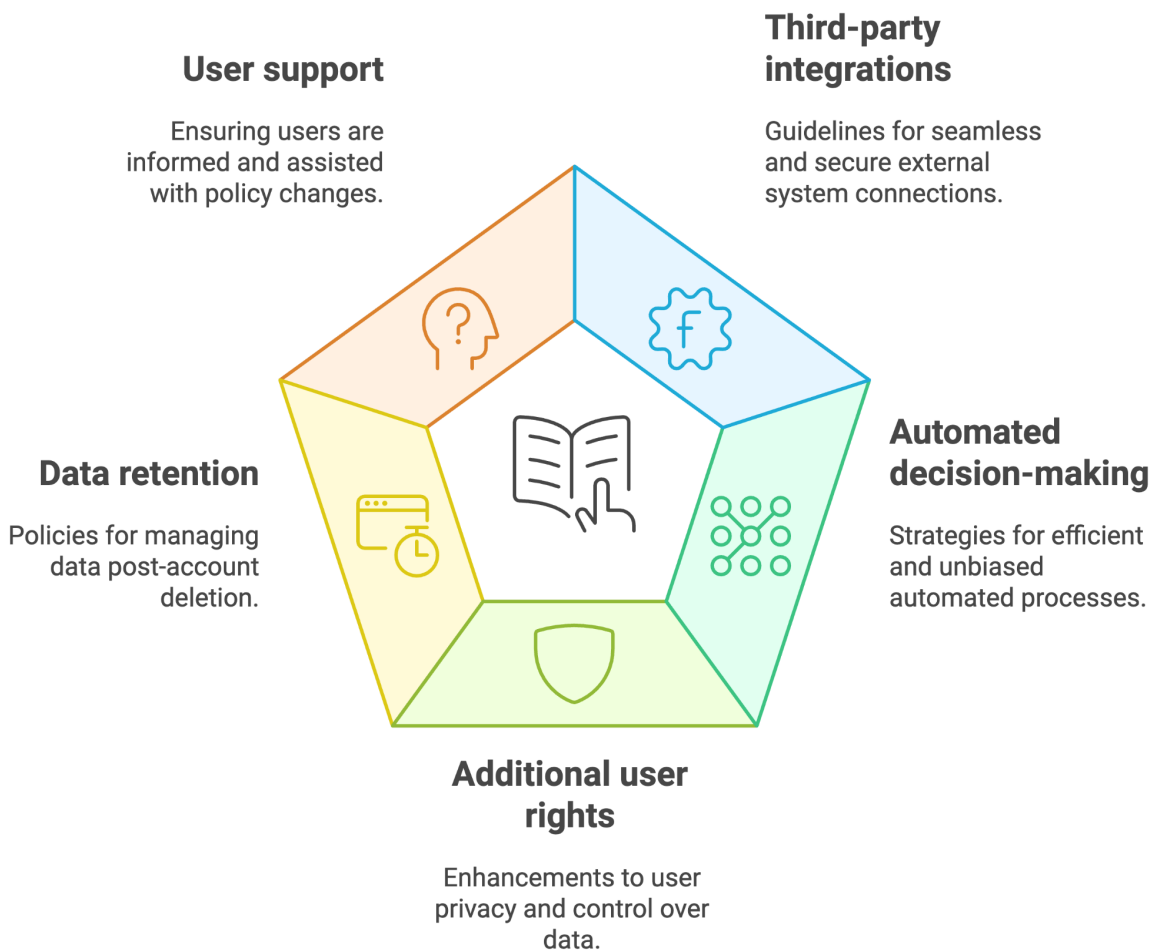 User support
Ensuring users are
informed and assisted
with policy changes.
Third-party
integrations
Guidelines for seamless
and secure external
system connections.
Automated
decision-making
Strategies for efficient
and unbiased
automated processes.
Data retention
Policies for managing
data post-account
deletion.
Additional user
rights
Enhancements to user
privacy and control over
data.
?
f